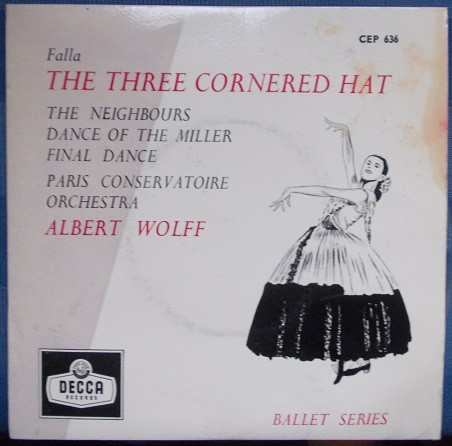 CEP 636
Falla
THE THREE CORNERED HAT
THE NEIGHBOURS
DANCE OF THE MILLER
FINAL DANCE
PARIS CONSERVATOIRE
ORCHESTRA
ALBERT WOLFF
DECCA
RECORDS
BALLET SERIES